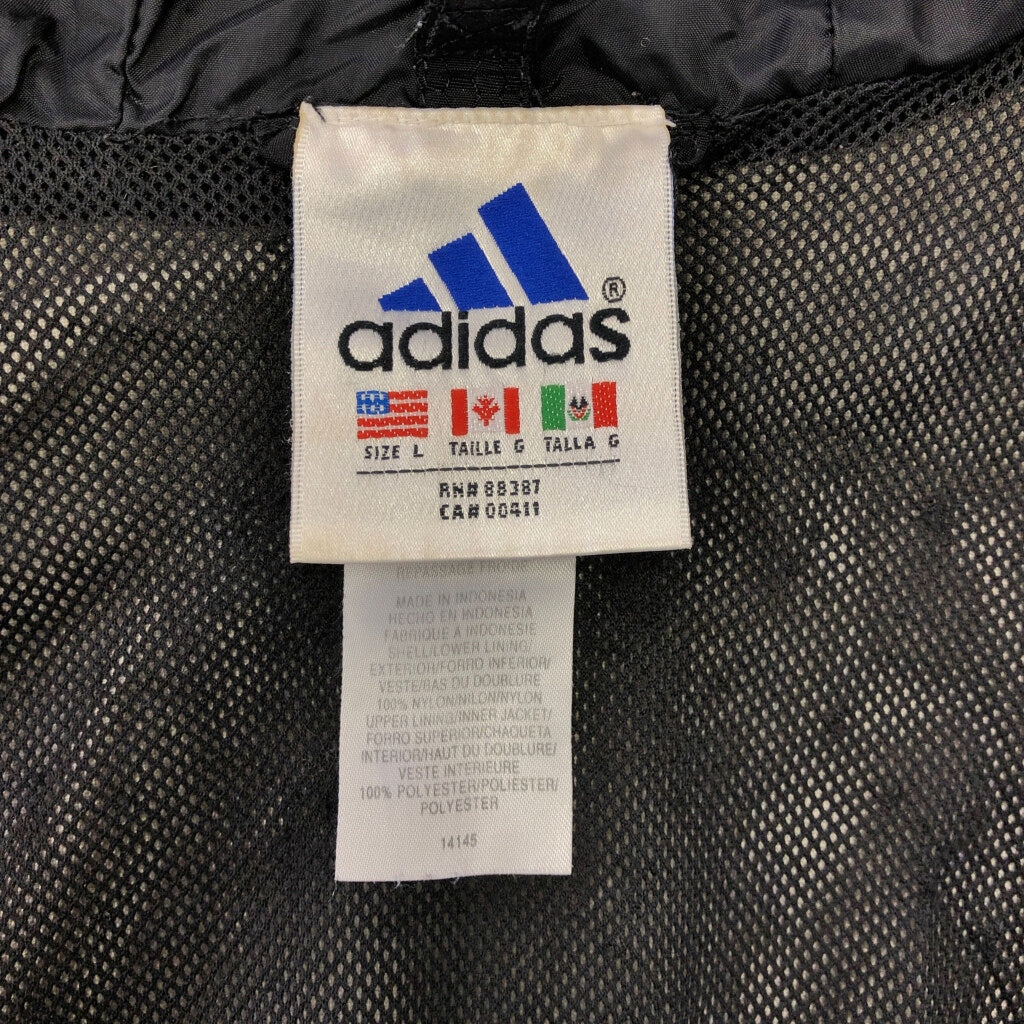 adidas®
SIZE L TAILLE G TALLA G
RN# 88387
CA# 00411
REPASSAGE FROIDE
MADE IN INDONESIA
HECHO EN INDONESIA
FABRIQUE A INDONESIE
SHELL/LOWER LINING/
EXTERIOR/FORRO INFERIOR/
VESTE/BAS DU DOUBLURE
100% NYLON/NILON/NYLON
UPPER LINING/INNER JACKET/
FORRO SUPERIOR/CHAQUETA
INTERIOR/HAUT DU DOUBLURE/
VESTE INTERIEURE
100% POLYESTER/POLIESTER/
POLYESTER
14145